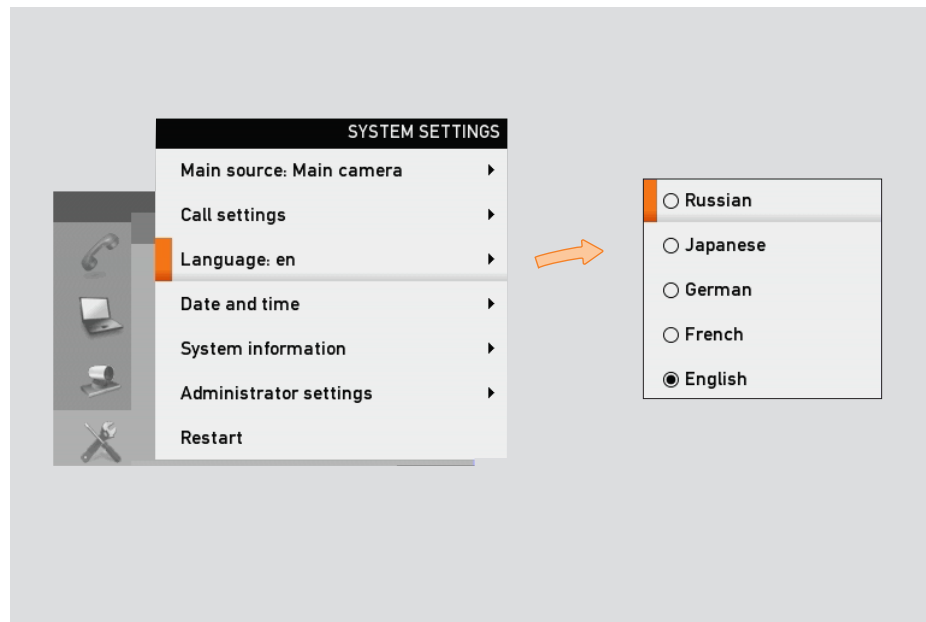 SYSTEM SETTINGS
Main source: Main camera
Call settings
Language: en
Date and time
System information
Administrator settings
Restart
Russian
Japanese
German
French
English